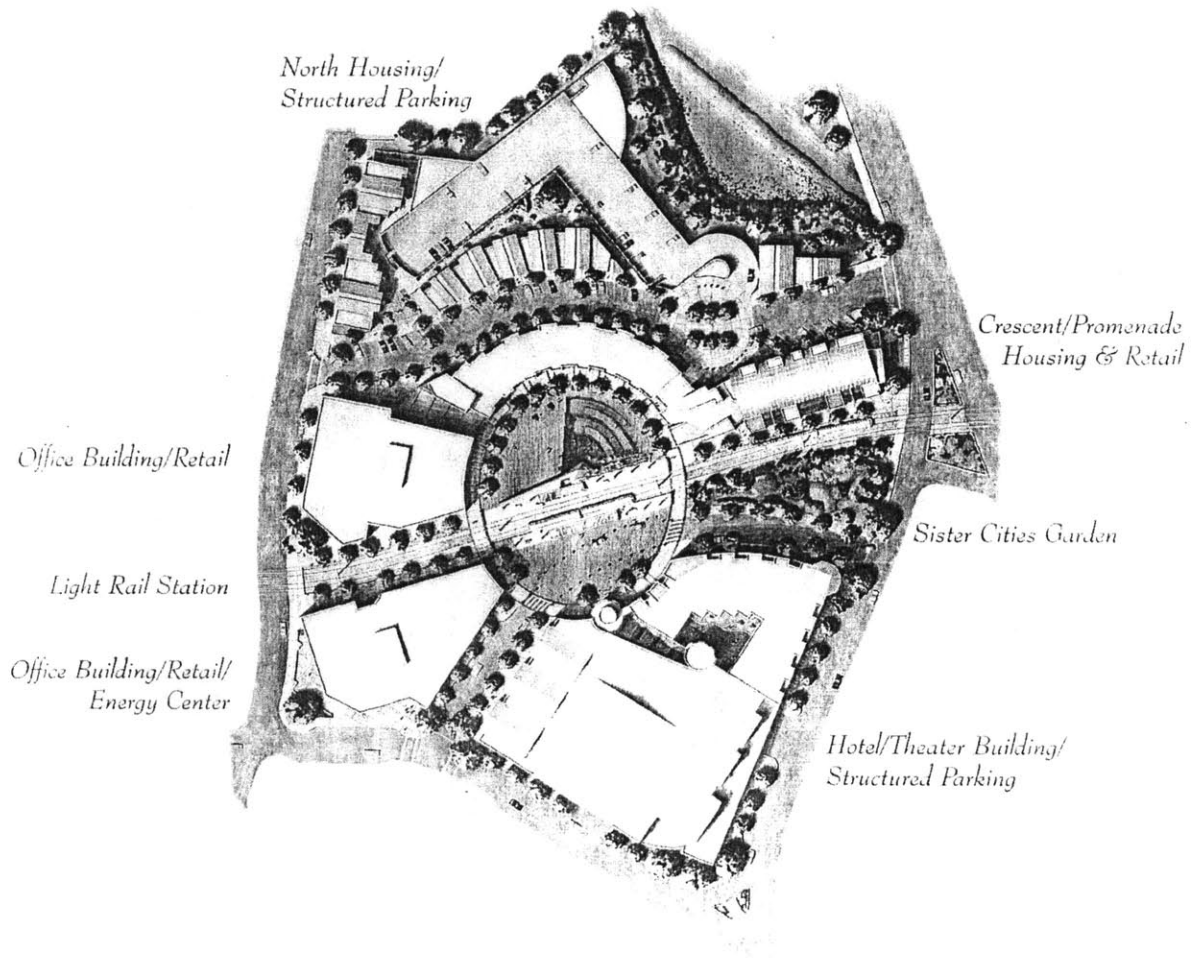 North Housing/
Structured Parking
Crescent/Promenade
Housing & Retail
Office Building/Retail
Sister Cities Garden
Light Rail Station
Office Building/Retail/
Energy Center
Hotel/Theater Building/
Structured Parking